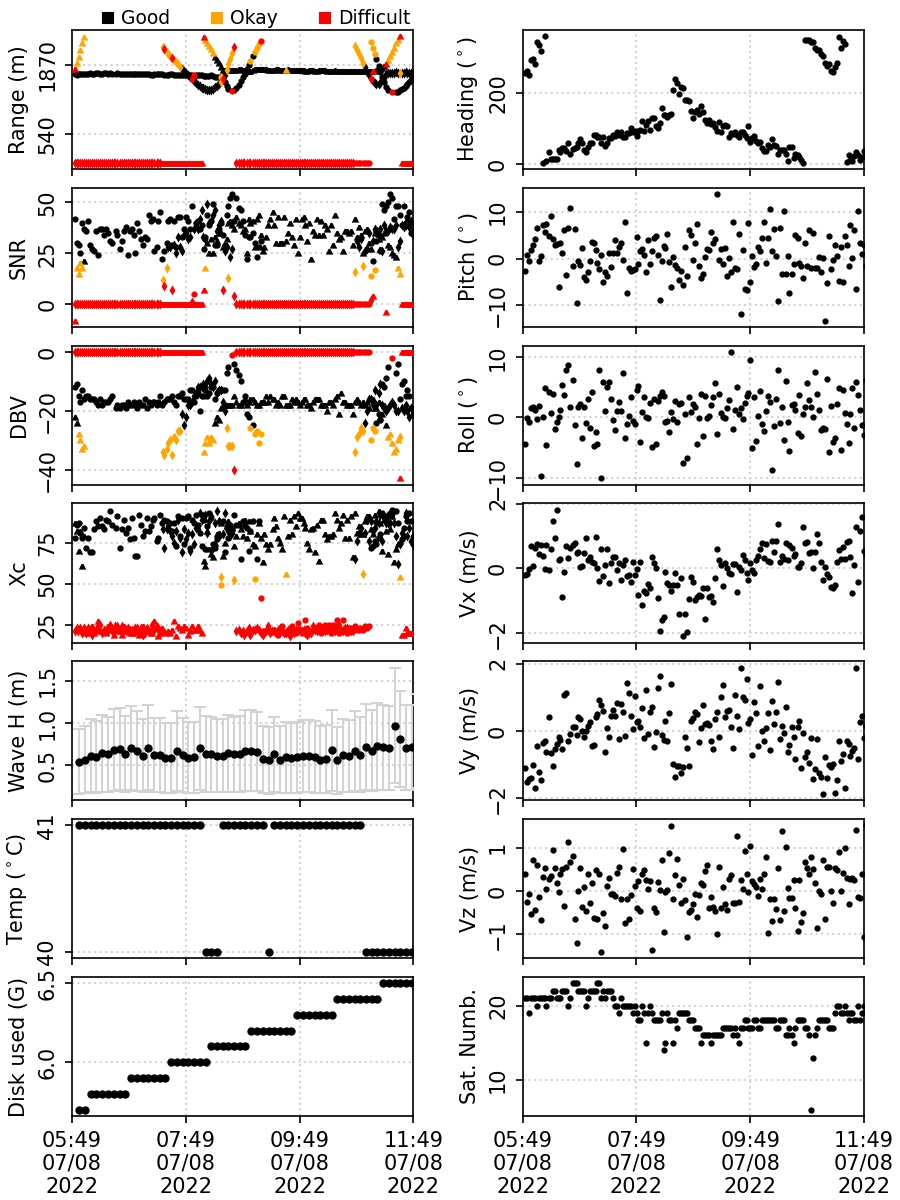 Good Okay Difficult
Range (m)
1870
540
Heading (°)
200
0
SNR
50
25
0
Pitch (°)
10
0
−10
DBV
0
−20
−40
Roll (°)
10
0
−10
Xc
75
50
25
Vx (m/s)
2
0
−2
Wave H (m)
1.5
1.0
0.5
Vy (m/s)
2
0
−2
Temp (°C)
41
40
Vz (m/s)
1
0
−1
Disk used (G)
6.5
6.0
Sat. Numb.
20
10
05:49 07:49 09:49 11:49 05:49 07:49 09:49 11:49
07/08 07/08 07/08 07/08 07/08 07/08 07/08 07/08
2022 2022 2022 2022 2022 2022 2022 2022